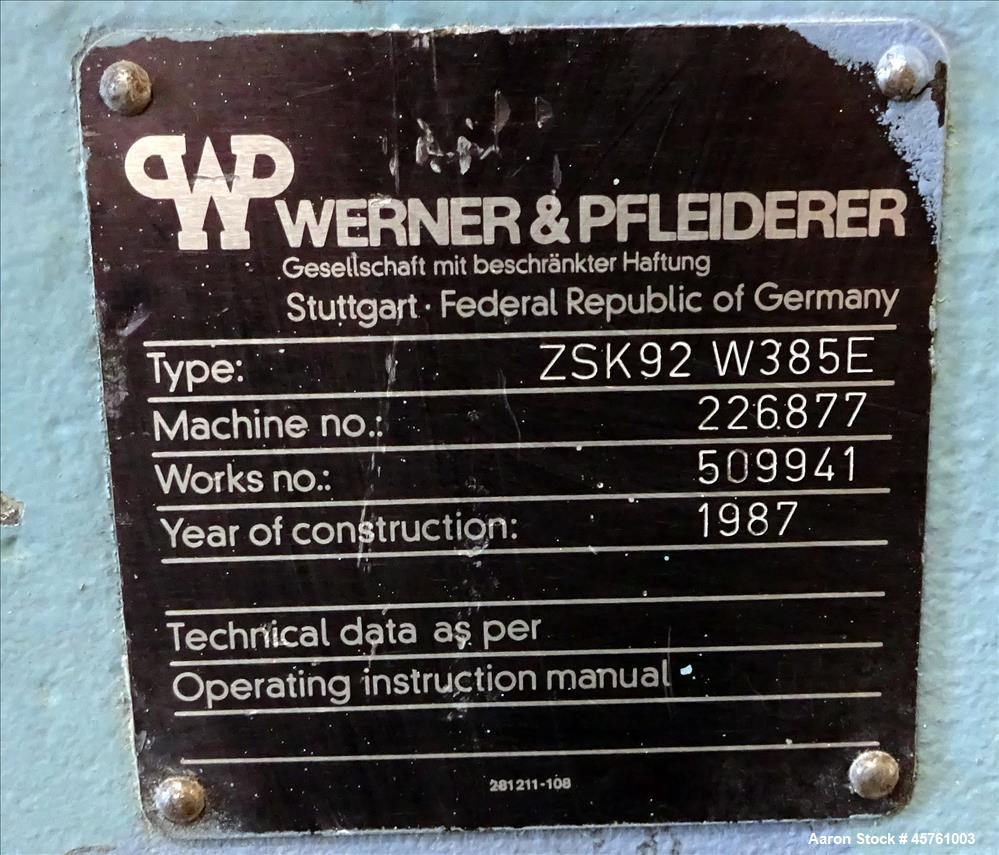 WP
WERNER & PFLEIDERER
Gesellschaft mit beschränkter Haftung
Stuttgart · Federal Republic of Germany
Type: ZSK92 W385E
Machine no.: 226877
Works no.: 509941
Year of construction: 1987
Technical data as per
Operating instruction manual
281211-108
Aaron Stock # 45761003